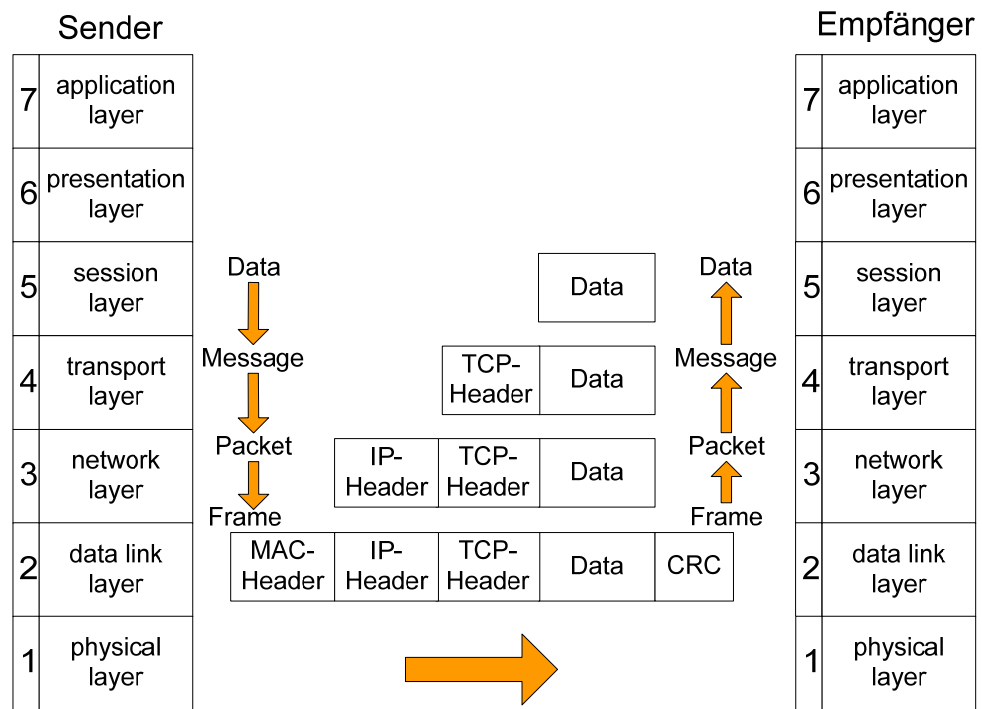 Sender
Empfänger
7
application
layer
6
presentation
layer
5
session
layer
4
transport
layer
3
network
layer
2
data link
layer
1
physical
layer
Data
Message
Packet
Frame
Data
TCP-
Header
Data
IP-
Header
TCP-
Header
Data
MAC-
Header
IP-
Header
TCP-
Header
Data
CRC
Data
Message
Packet
Frame
7
application
layer
6
presentation
layer
5
session
layer
4
transport
layer
3
network
layer
2
data link
layer
1
physical
layer